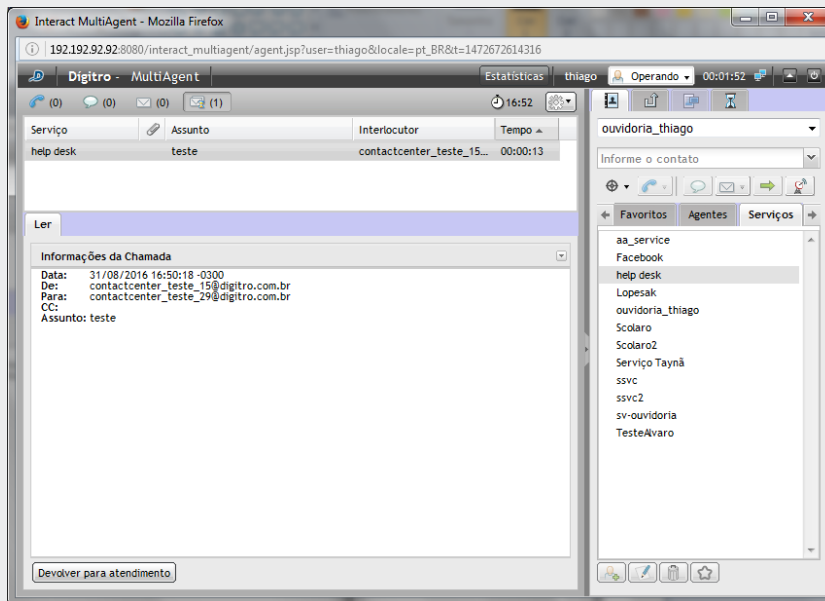 Interact MultiAgent - Mozilla Firefox
192.192.92.92:8080/interact_multiagent/agent.jsp?user=thiago&locale=pt_BR&t=1472672614316
Dígitro - MultiAgent
Estatísticas
thiago
Operando
00:01:52
(0)
(0)
(0)
(1)
16:52
Serviço
Assunto
Interlocutor
Tempo
help desk
teste
contactcenter_teste_15...
00:00:13
Ler
Informações da Chamada
Data: 31/08/2016 16:50:18 -0300
De: contactcenter_teste_15@digitro.com.br
Para: contactcenter_teste_29@digitro.com.br
CC:
Assunto: teste
Devolver para atendimento
ouvidoria_thiago
Informe o contato
Favoritos
Agentes
Serviços
aa_service
Facebook
help desk
Lopesak
ouvidoria_thiago
Scolaro
Scolaro2
Serviço Taynã
ssvc
ssvc2
sv-ouvidoria
TesteAlvaro